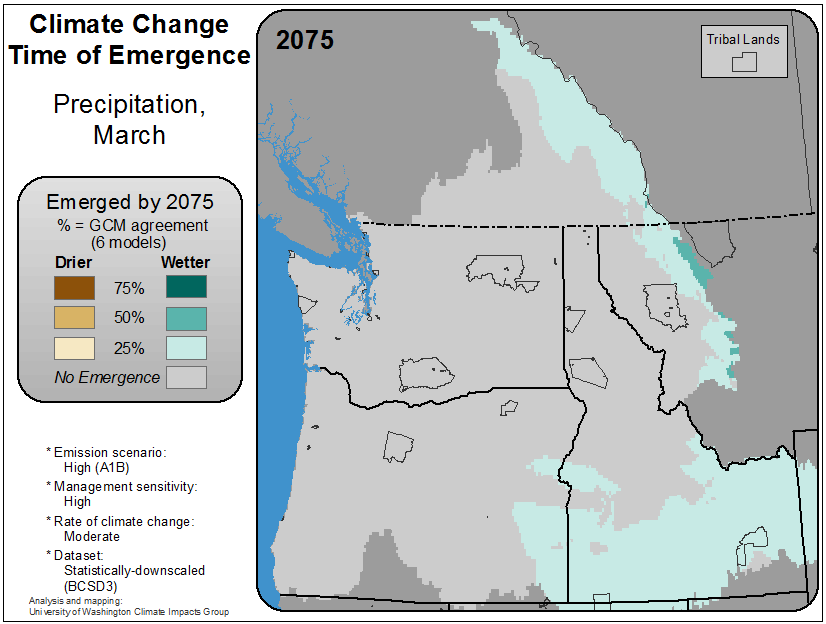 Climate Change
Time of Emergence
Precipitation,
March
Emerged by 2075
% = GCM agreement
(6 models)
Drier Wetter
75%
50%
25%
No Emergence
* Emission scenario:
High (A1B)
* Management sensitivity:
High
* Rate of climate change:
Moderate
* Dataset:
Statistically-downscaled
(BCSD3)
Analysis and mapping:
University of Washington Climate Impacts Group
2075
Tribal Lands